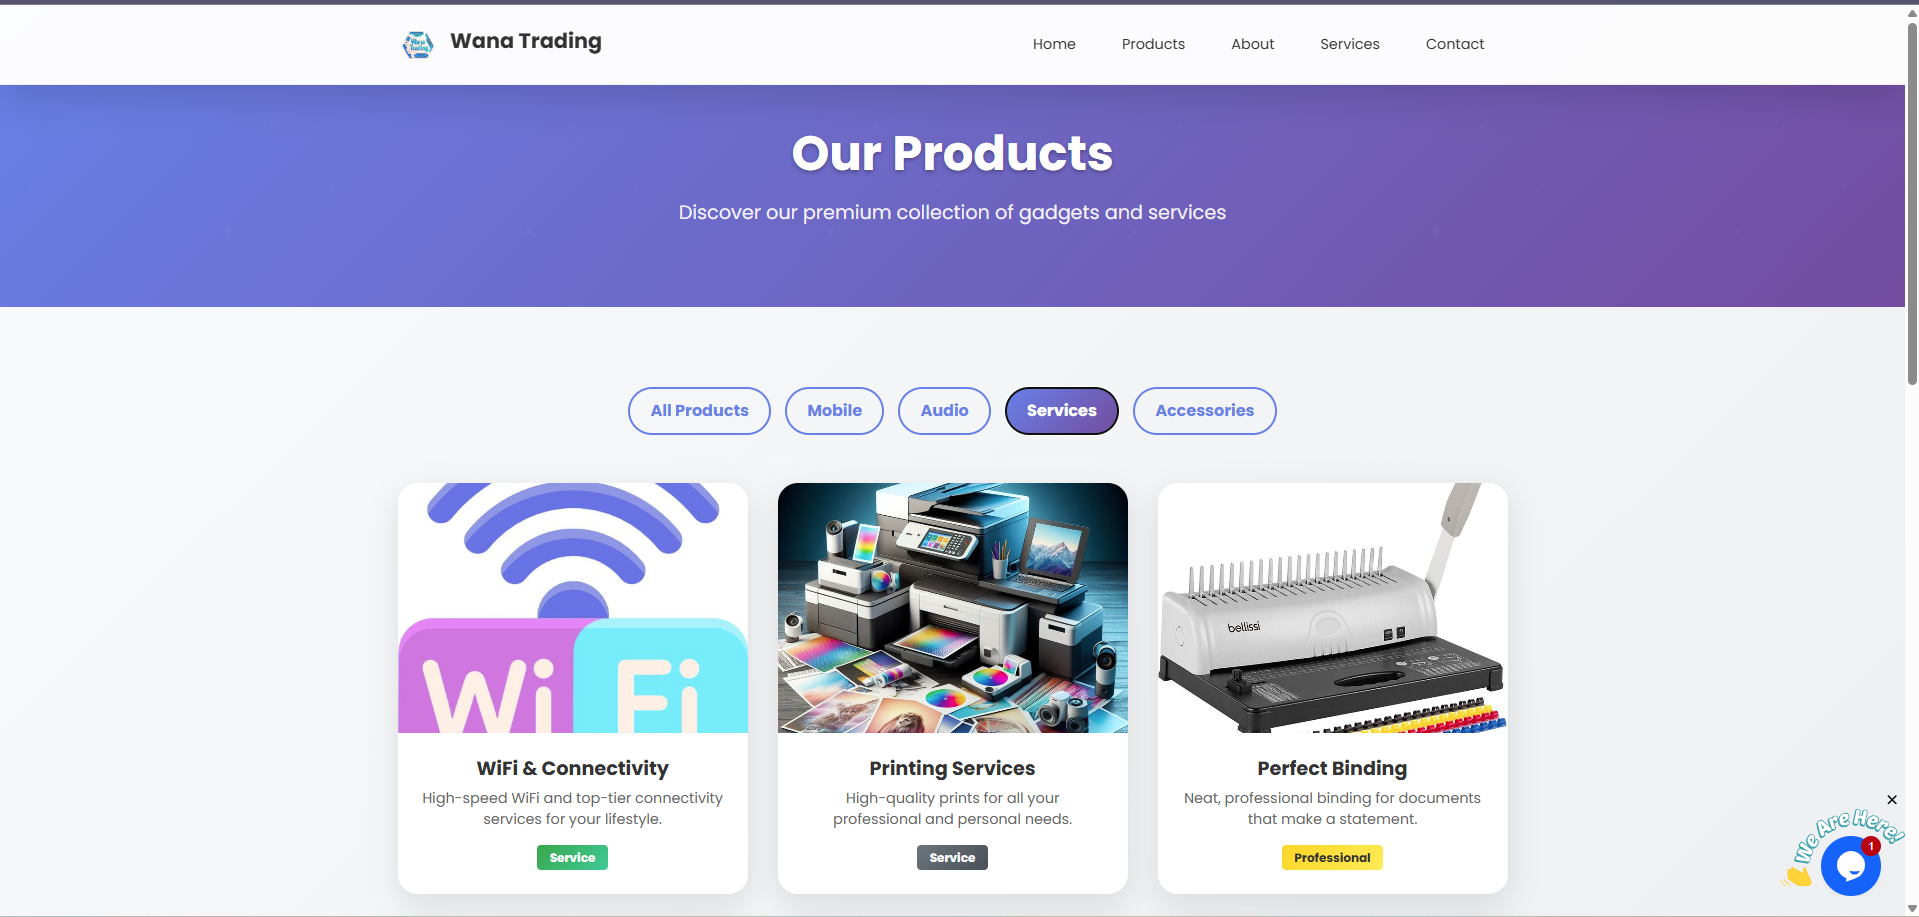 Wana Trading
Wana Trading
Home
Products
About
Services
Contact
Our Products
Discover our premium collection of gadgets and services
All Products
Mobile
Audio
Services
Accessories
WiFi
bellissi
WiFi & Connectivity
High-speed WiFi and top-tier connectivity
services for your lifestyle.
Service
Printing Services
High-quality prints for all your
professional and personal needs.
Service
Perfect Binding
Neat, professional binding for documents
that make a statement.
Professional
We Are Here!
1